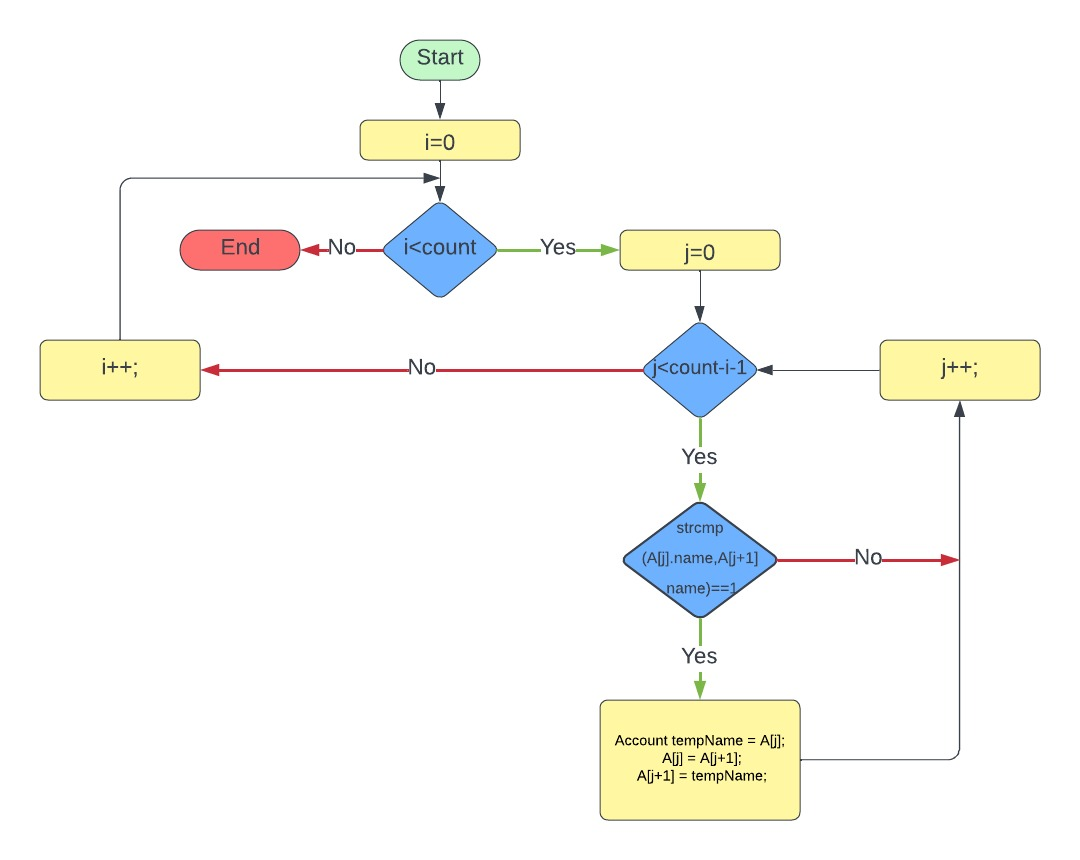 Start
i=0
i<count
No
End
Yes
j=0
j<count-i-1
No
i++;
j++;
Yes
strcmp
(A[j].name,A[j+1]
name)==1
No
Yes
Account tempName = A[j];
A[j] = A[j+1];
A[j+1] = tempName;